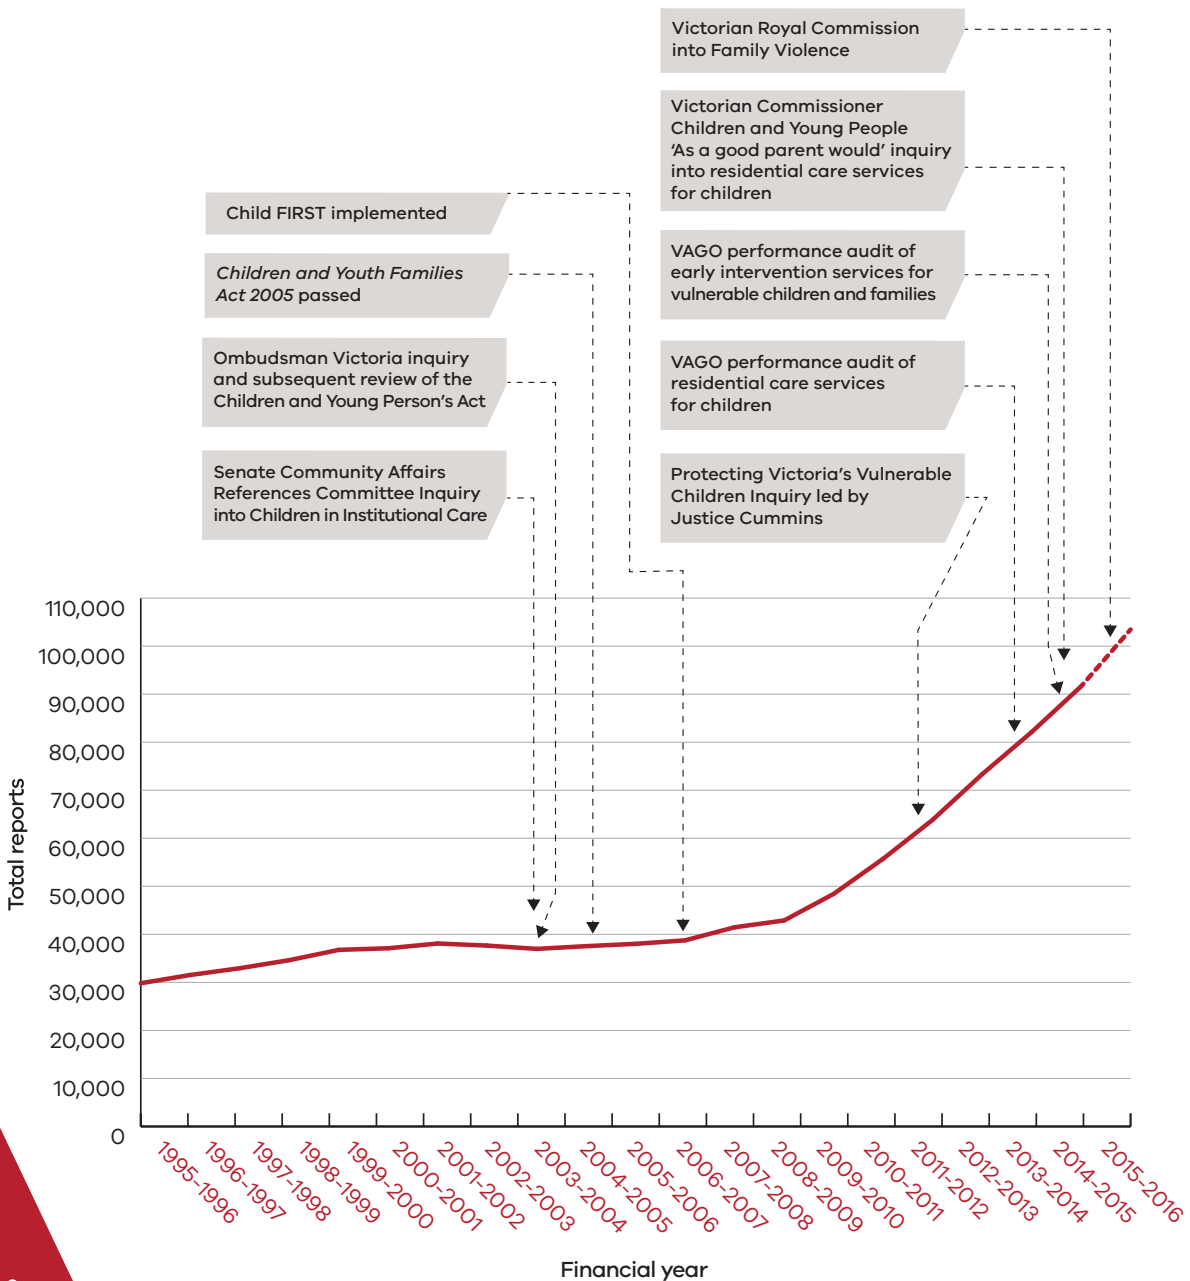 Victorian Royal Commission
into Family Violence
Victorian Commissioner
Children and Young People
‘As a good parent would’ inquiry
into residential care services
for children
Child FIRST implemented
VAGO performance audit of
early intervention services for
vulnerable children and families
Children and Youth Families
Act 2005 passed
Ombudsman Victoria inquiry
and subsequent review of the
Children and Young Person’s Act
VAGO performance audit of
residential care services
for children
Senate Community Affairs
References Committee Inquiry
into Children in Institutional Care
Protecting Victoria’s Vulnerable
Children Inquiry led by
Justice Cummins
Total reports
110,000
100,000
90,000
80,000
70,000
60,000
50,000
40,000
30,000
20,000
10,000
0
1995-1996
1996-1997
1997-1998
1998-1999
1999-2000
2000-2001
2001-2002
2002-2003
2003-2004
2004-2005
2005-2006
2006-2007
2007-2008
2008-2009
2009-2010
2010-2011
2011-2012
2012-2013
2013-2014
2014-2015
2015-2016
Financial year